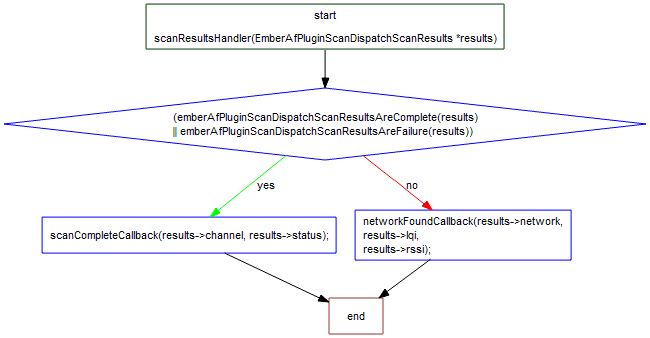 start
scanResultsHandler(EmberAfPluginScanDispatchScanResults *results)
(emberAfPluginScanDispatchScanResultsAreComplete(results)
|| emberAfPluginScanDispatchScanResultsAreFailure(results))
yes
no
scanCompleteCallback(results->channel, results->status);
networkFoundCallback(results->network,
results->lqi,
results->rssi);
end